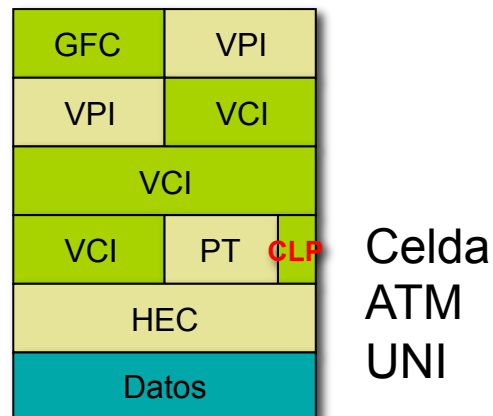 GFC VPI
VPI VCI
VCI
VCI PT CLP
HEC
Datos
Celda
ATM
UNI